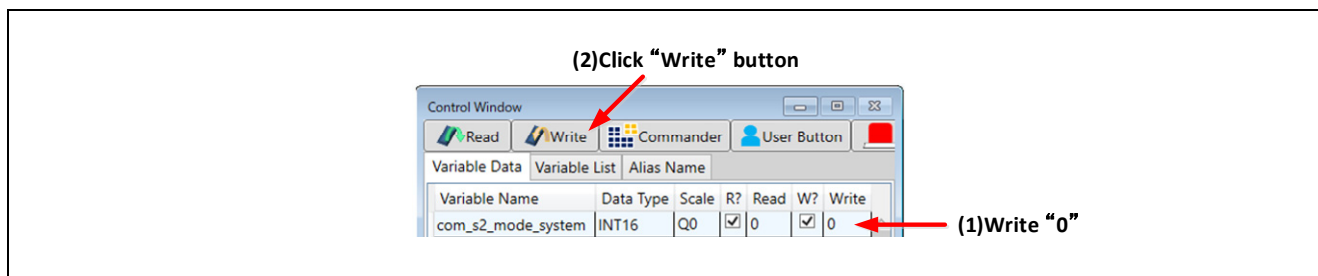 (2)Click “Write” button
Control Window
Read Write Commander User Button
Variable Data Variable List Alias Name
Variable Name Data Type Scale R? Read W? Write
com_s2_mode_system INT16 Q0 0 0
(1)Write “0”